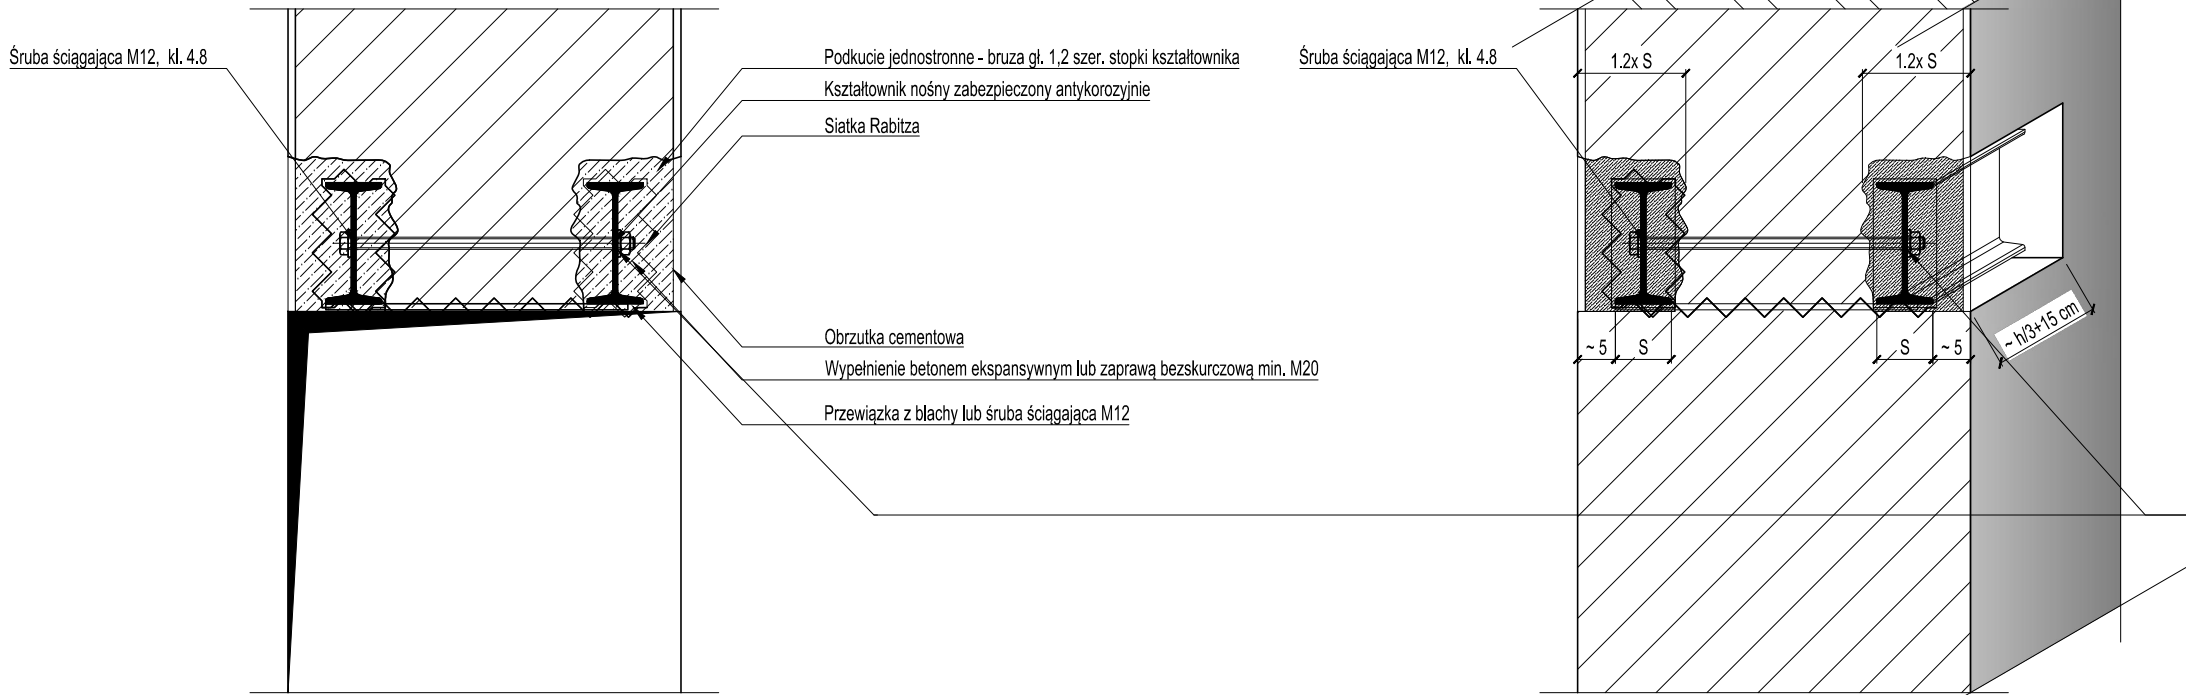 Śruba ściągająca M12, kl. 4.8
Podkucie jednostronne - bruza gł. 1,2 szer. stopki kształtownika
Kształtownik nośny zabezpieczony antykorozyjnie
Siatka Rabitza
Obrzutka cementowa
Wypełnienie betonem ekspansywnym lub zaprawą bezskurczową min. M20
Przewiązka z blachy lub śruba ściągająca M12
Śruba ściągająca M12, kl. 4.8
1.2x S
1.2x S
~ 5
S
S
~ 5
~ h/3+15 cm